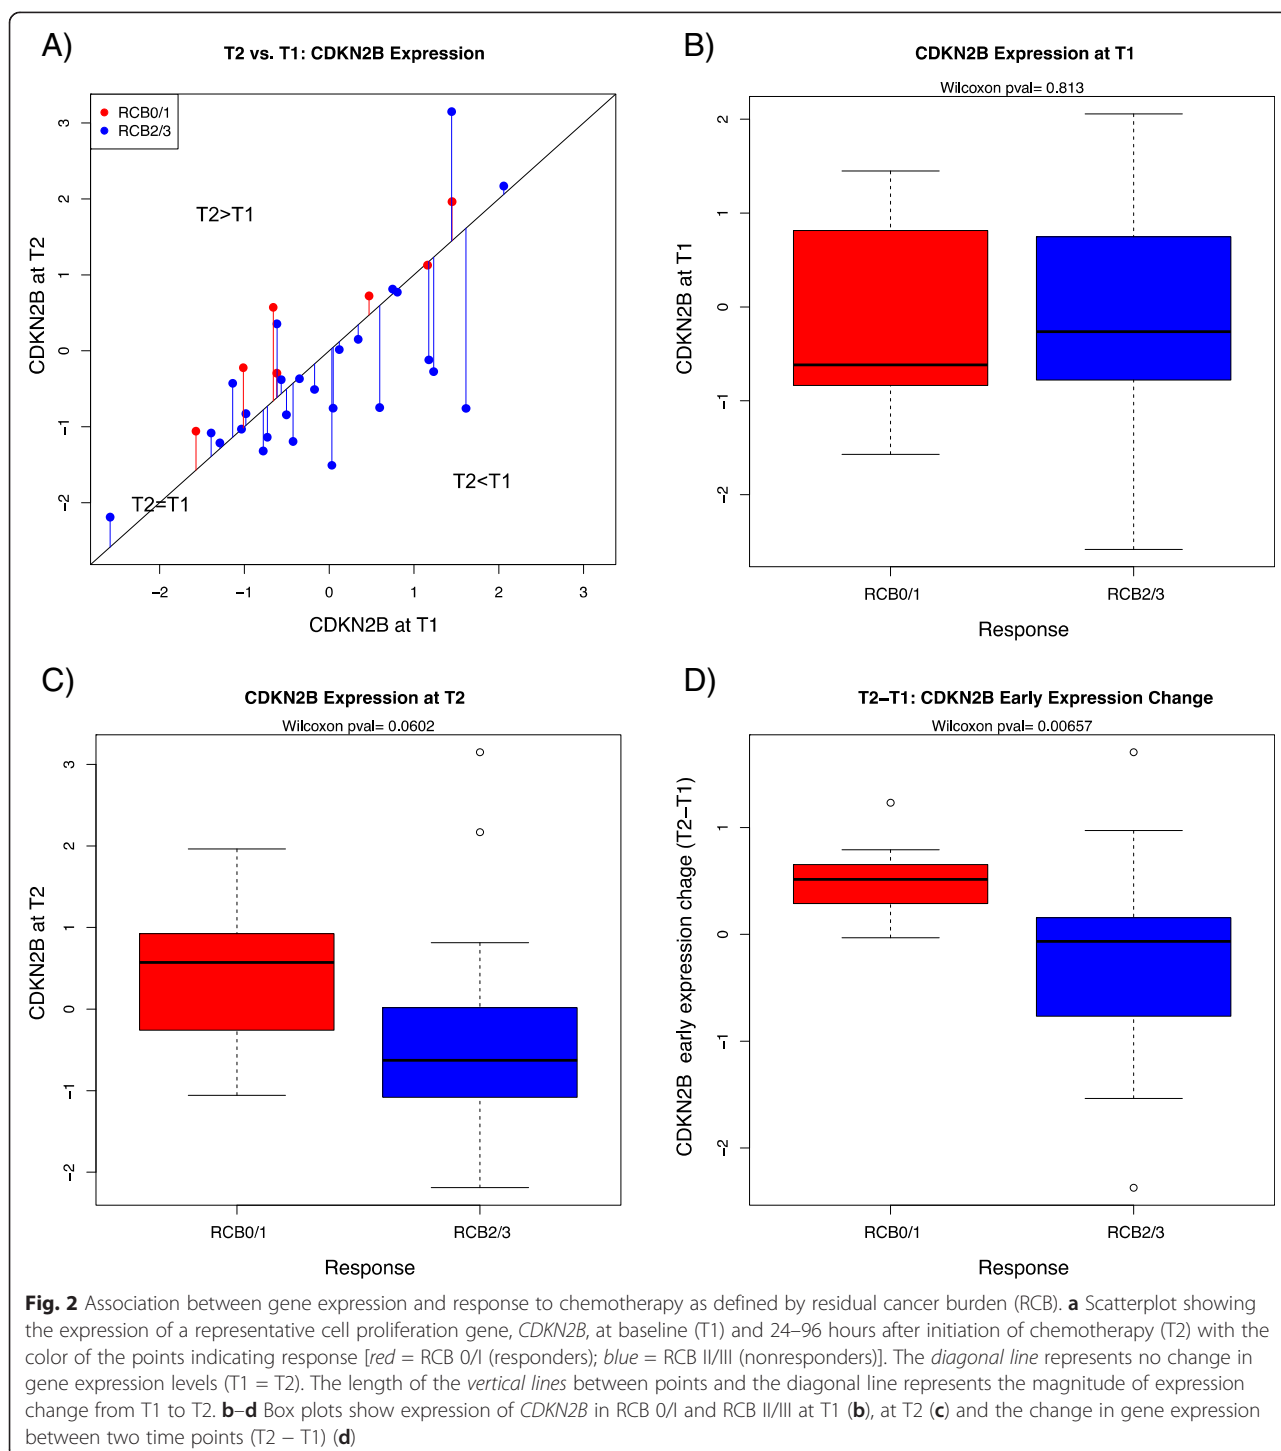 A)
T2 vs. T1: CDKN2B Expression
RCB0/1
RCB2/3
T2>T1
T2=T1
T2<T1
CDKN2B at T2
−2
−1
0
1
2
3
−2
−1
0
1
2
3
CDKN2B at T1
B)
CDKN2B Expression at T1
Wilcoxon pval= 0.813
CDKN2B at T1
−2
−1
0
1
2
RCB0/1
RCB2/3
Response
C)
CDKN2B Expression at T2
Wilcoxon pval= 0.0602
CDKN2B at T2
−2
−1
0
1
2
3
RCB0/1
RCB2/3
Response
D)
T2−T1: CDKN2B Early Expression Change
Wilcoxon pval= 0.00657
CDKN2B early expression chage (T2−T1)
−2
−1
0
1
RCB0/1
RCB2/3
Response
Fig. 2 Association between gene expression and response to chemotherapy as defined by residual cancer burden (RCB). a Scatterplot showing
the expression of a representative cell proliferation gene, CDKN2B, at baseline (T1) and 24–96 hours after initiation of chemotherapy (T2) with the
color of the points indicating response [red = RCB 0/I (responders); blue = RCB II/III (nonresponders)]. The diagonal line represents no change in
gene expression levels (T1 = T2). The length of the vertical lines between points and the diagonal line represents the magnitude of expression
change from T1 to T2. b–d Box plots show expression of CDKN2B in RCB 0/I and RCB II/III at T1 (b), at T2 (c) and the change in gene expression
between two time points (T2 − T1) (d)